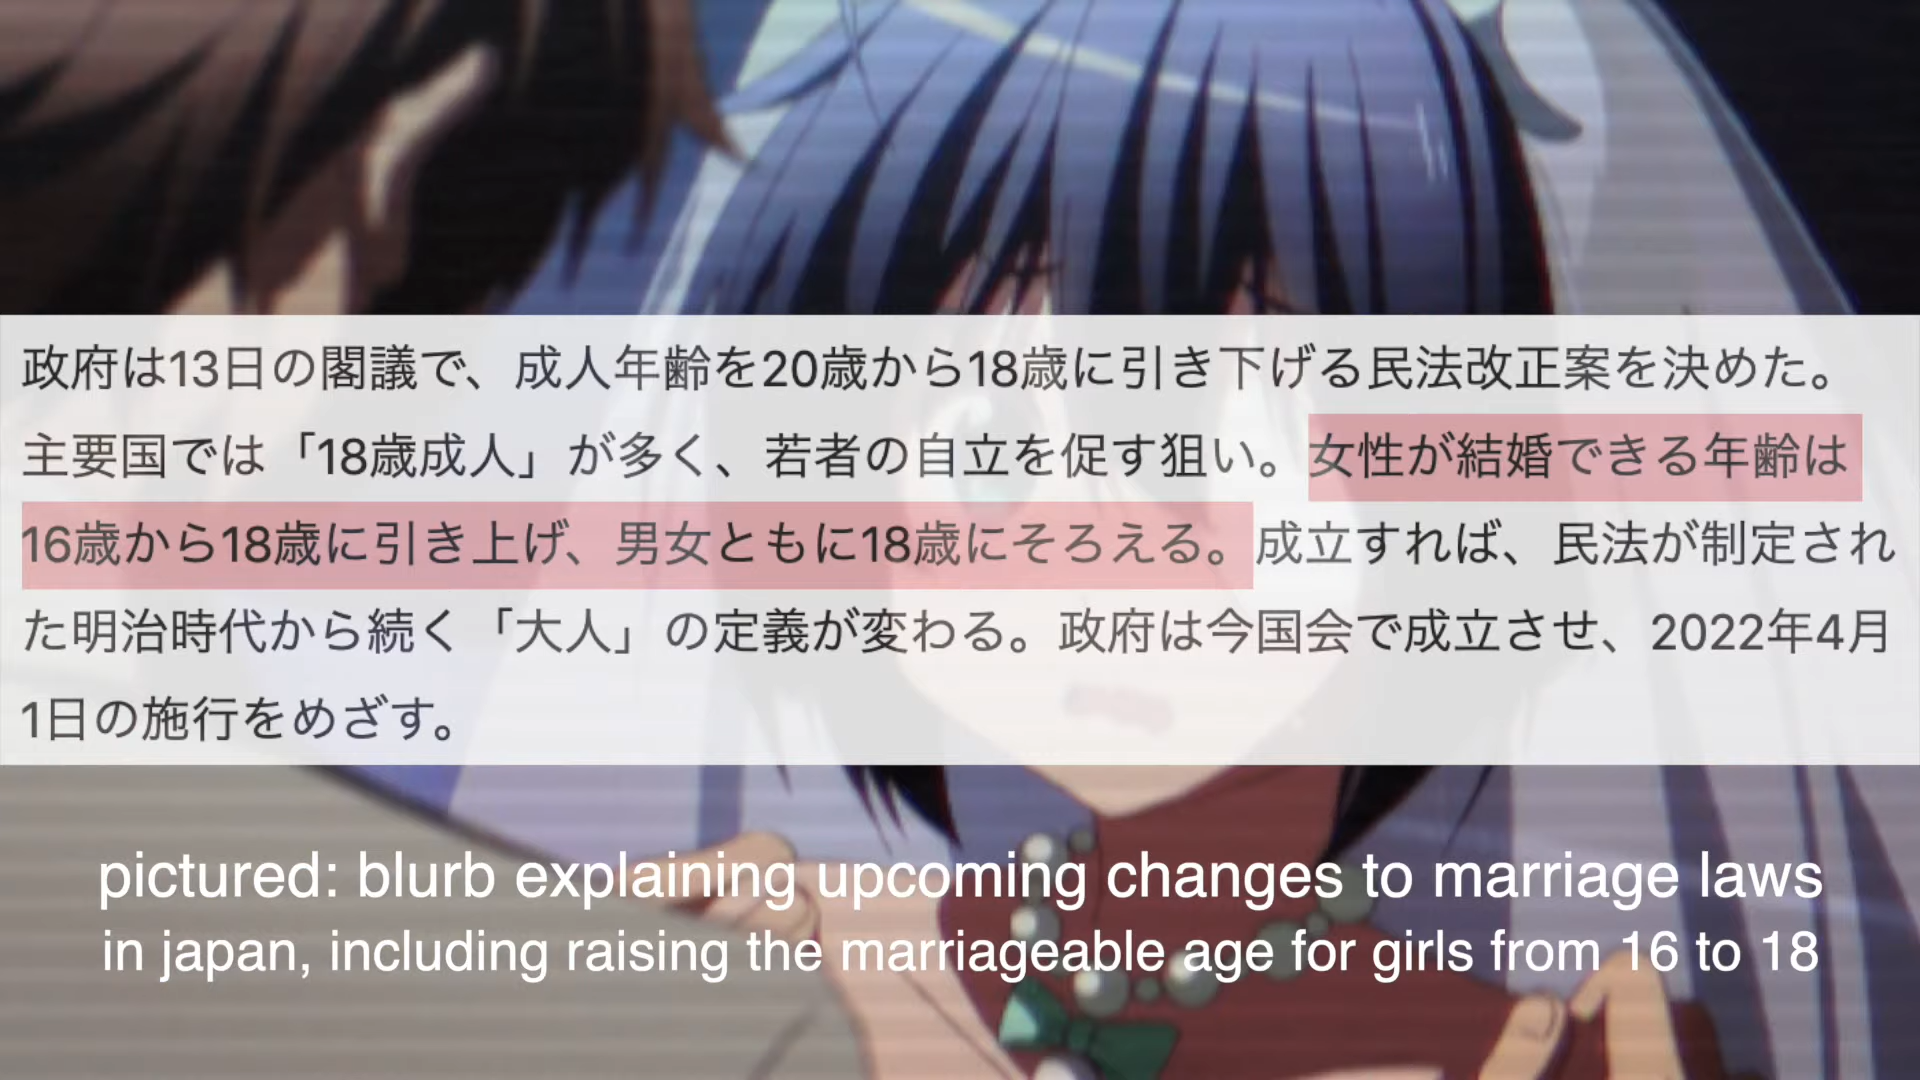 政府は13日の閣議で、成人年齢を20歳から18歳に引き下げる民法改正案を決めた。
主要国では「18歳成人」が多く、若者の自立を促す狙い。女性が結婚できる年齢は
16歳から18歳に引き上げ、男女ともに18歳にそろえる。成立すれば、民法が制定され
た明治時代から続く「大人」の定義が変わる。政府は今国会で成立させ、2022年4月
1日の施行をめざす。
pictured: blurb explaining upcoming changes to marriage laws
in japan, including raising the marriageable age for girls from 16 to 18